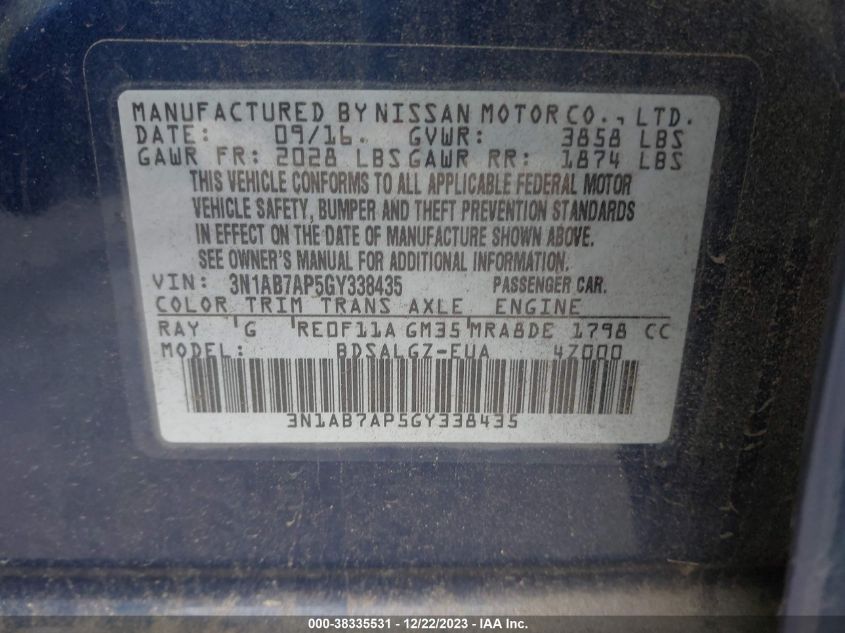 MANUFACTURED BY NISSAN MOTOR CO., LTD.
DATE: 09/16 GVWR: 3858 LBS
GAWR FR: 2028 LBS GAWR RR: 1874 LBS
THIS VEHICLE CONFORMS TO ALL APPLICABLE FEDERAL MOTOR
VEHICLE SAFETY, BUMPER AND THEFT PREVENTION STANDARDS
IN EFFECT ON THE DATE OF MANUFACTURE SHOWN ABOVE.
SEE OWNER'S MANUAL FOR ADDITIONAL INFORMATION.
VIN: 3N1AB7AP5GY338435 PASSENGER CAR.
COLOR TRIM TRANS AXLE ENGINE
RAY G RE0F11A GM35 MRA8DE 1798 CC
MODEL: BDSALGZ-EUA 47000
3N1AB7AP5GY338435
000-38335531 - 12/22/2023 - IAA Inc.